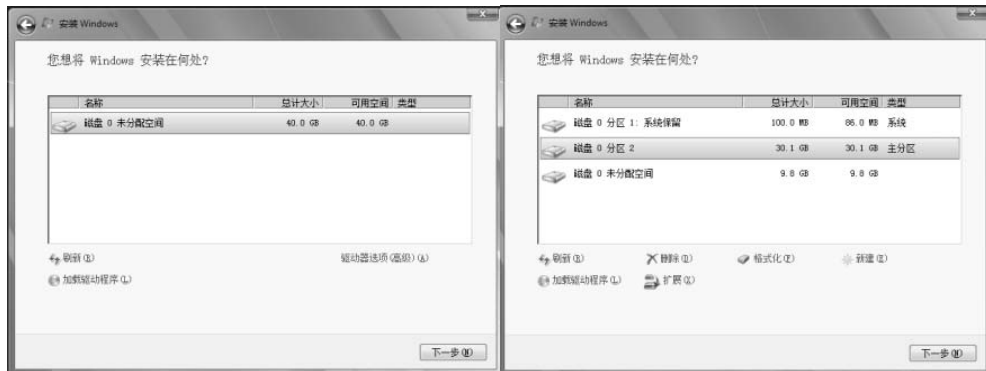 安装 Windows
您想将 Windows 安装在何处?
名称 总计大小 可用空间 类型
磁盘 0 未分配空间 40.0 GB 40.0 GB
刷新(R) 驱动器选项(高级)(A)
加载驱动程序(L)
下一步(N)
安装 Windows
您想将 Windows 安装在何处?
名称 总计大小 可用空间 类型
磁盘 0 分区 1: 系统保留 100.0 MB 86.0 MB 系统
磁盘 0 分区 2 30.1 GB 30.1 GB 主分区
磁盘 0 未分配空间 9.8 GB 9.8 GB
刷新(R) 删除(D) 格式化(F) 新建(E)
加载驱动程序(L) 扩展(X)
下一步(N)